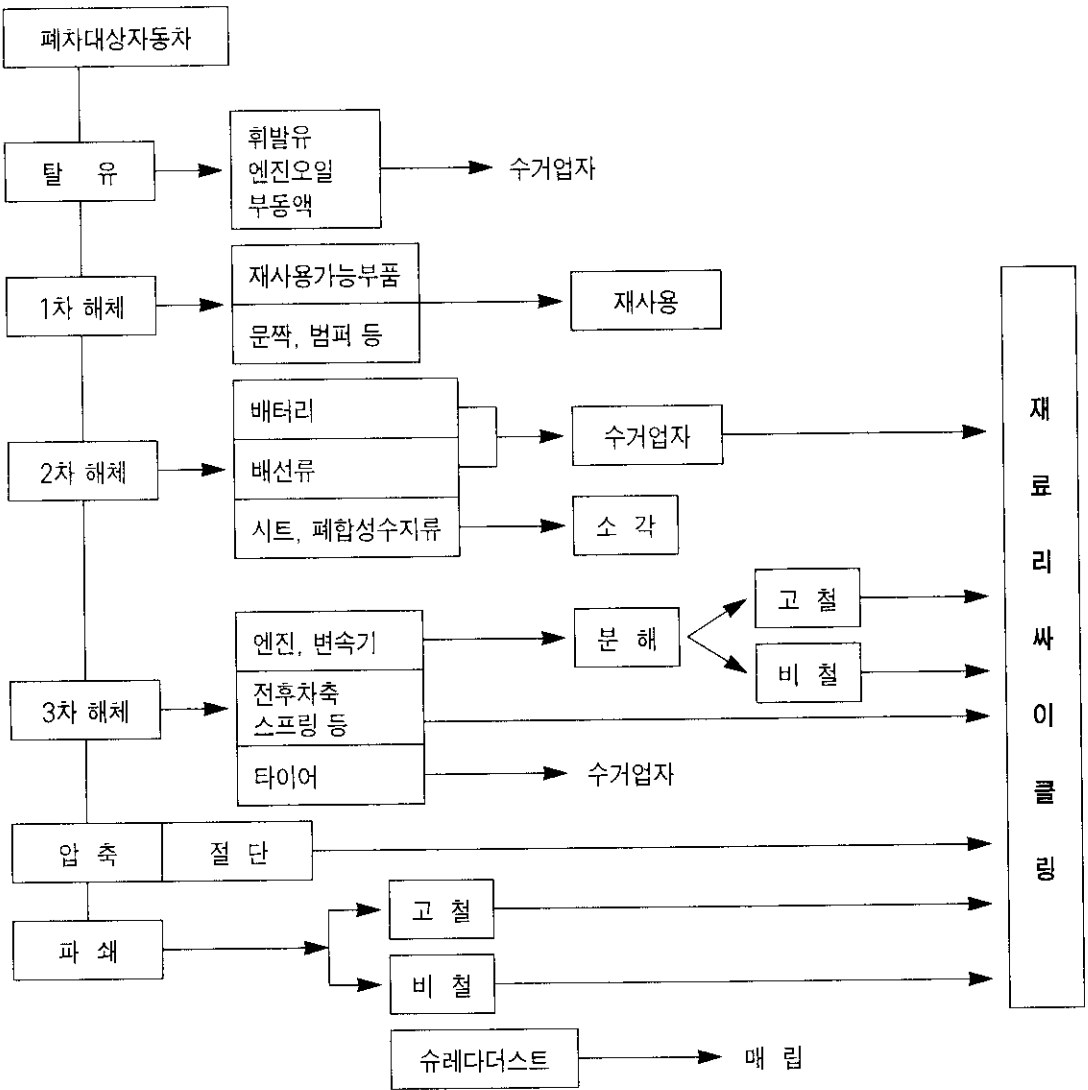 폐차대상자동차
탈 유
휘발유
엔진오일
부동액
수거업자
1차 해체
재사용가능부품
문짝, 범퍼 등
재사용
2차 해체
배터리
배선류
시트, 폐합성수지류
수거업자
소 각
3차 해체
엔진, 변속기
전후차축
스프링 등
타이어
분 해
고 철
비 철
수거업자
압 축
절 단
파 쇄
고 철
비 철
슈레다더스트
매 립
재
료
리
싸
이
클
링